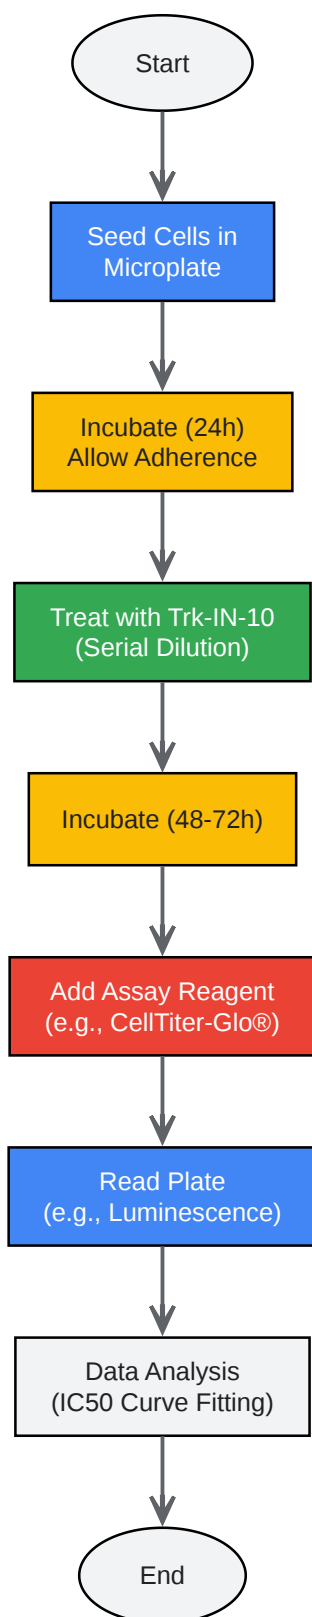 Start
Seed Cells in
Microplate
Incubate (24h)
Allow Adherence
Treat with Trk-IN-10
(Serial Dilution)
Incubate (48-72h)
Add Assay Reagent
(e.g., CellTiter-Glo®)
Read Plate
(e.g., Luminescence)
Data Analysis
(IC50 Curve Fitting)
End